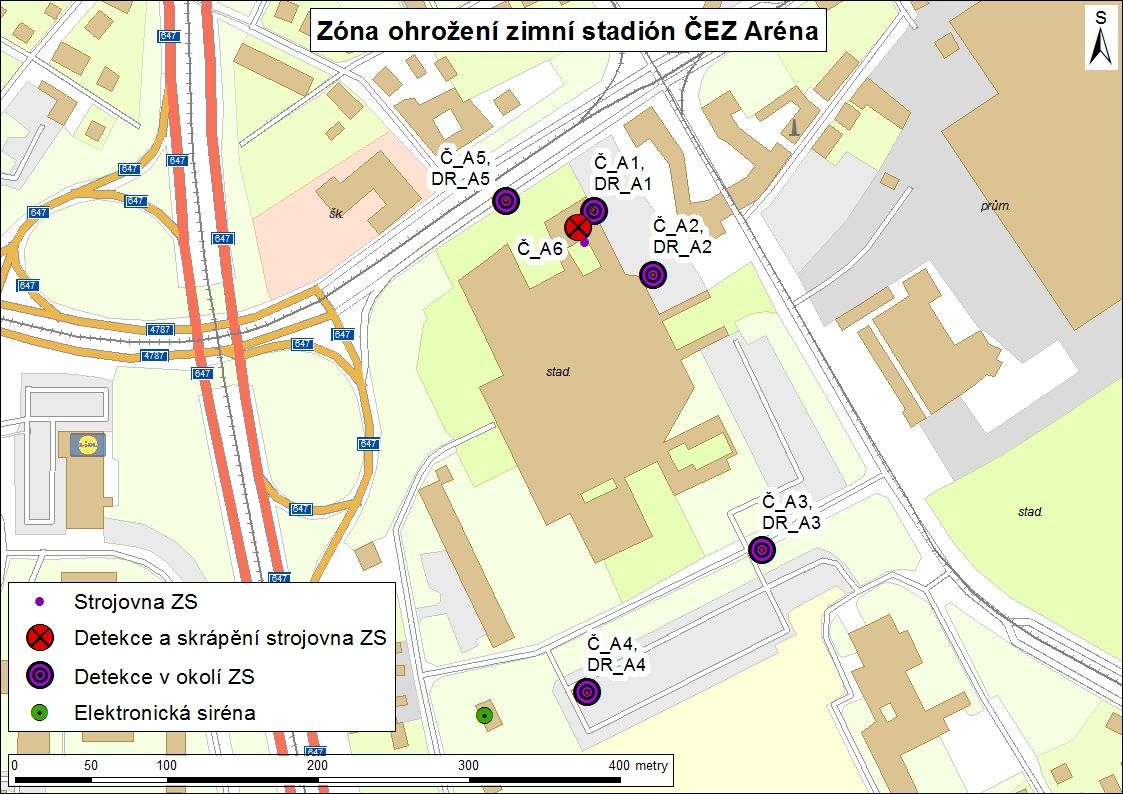 Zóna ohrožení zimní stadión ČEZ Aréna
S
647
647
647
647
647
647
647
Č_A5,
DR_A5
Č_A1,
DR_A1
šk.
prům.
Č_A2,
DR_A2
Č_A6
4787
647
647
4787
647
stad.
647
LIDL
647
Č_A3,
DR_A3
stad.
647
Strojovna ZS
Detekce a skrápění strojovna ZS
Detekce v okolí ZS
Elektronická siréna
Č_A4,
DR_A4
647
0 50 100 200 300 400 metry